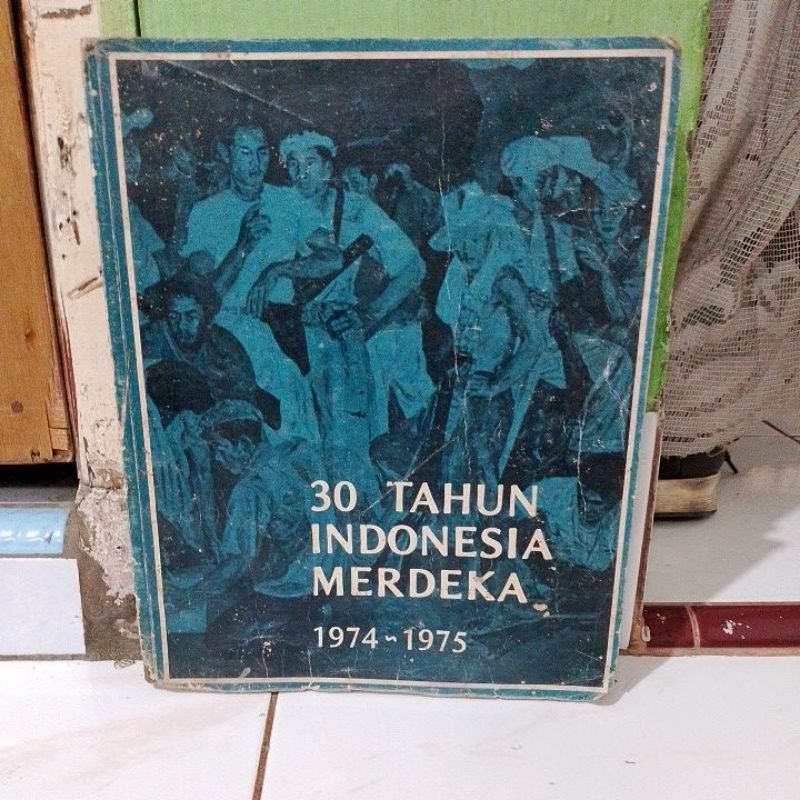 30 TAHUN
INDONESIA
MERDEKA
1974~1975